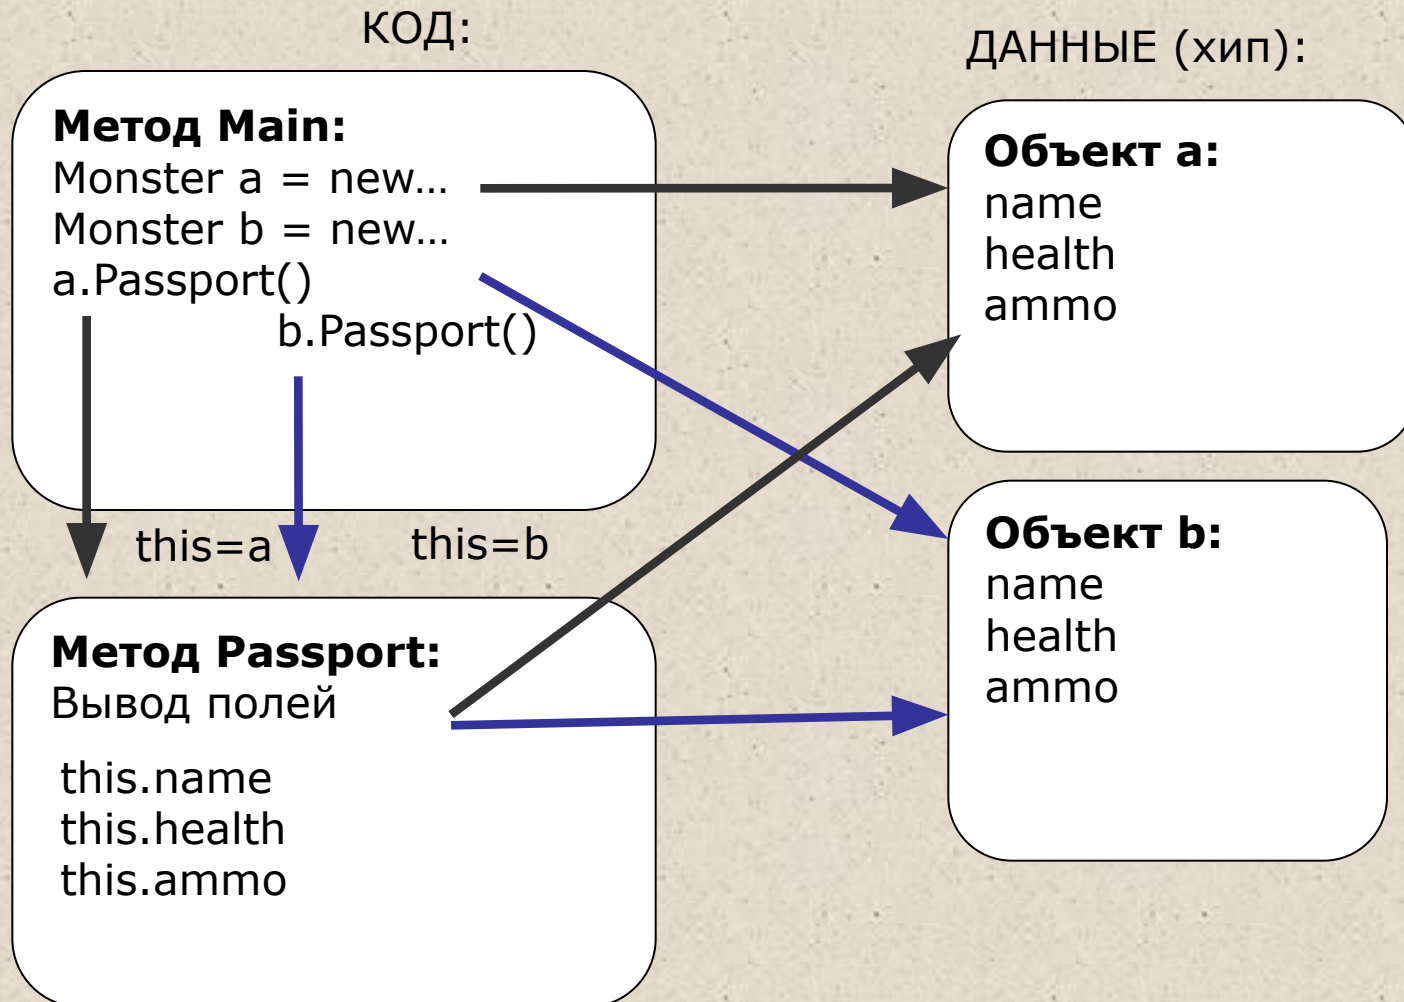 КОД:
ДАННЫЕ (хип):
Метод Main:
Monster a = new…
Monster b = new…
a.Passport()
b.Passport()
this=a
this=b
Метод Passport:
Вывод полей
this.name
this.health
this.ammo
Объект a:
name
health
ammo
Объект b:
name
health
ammo